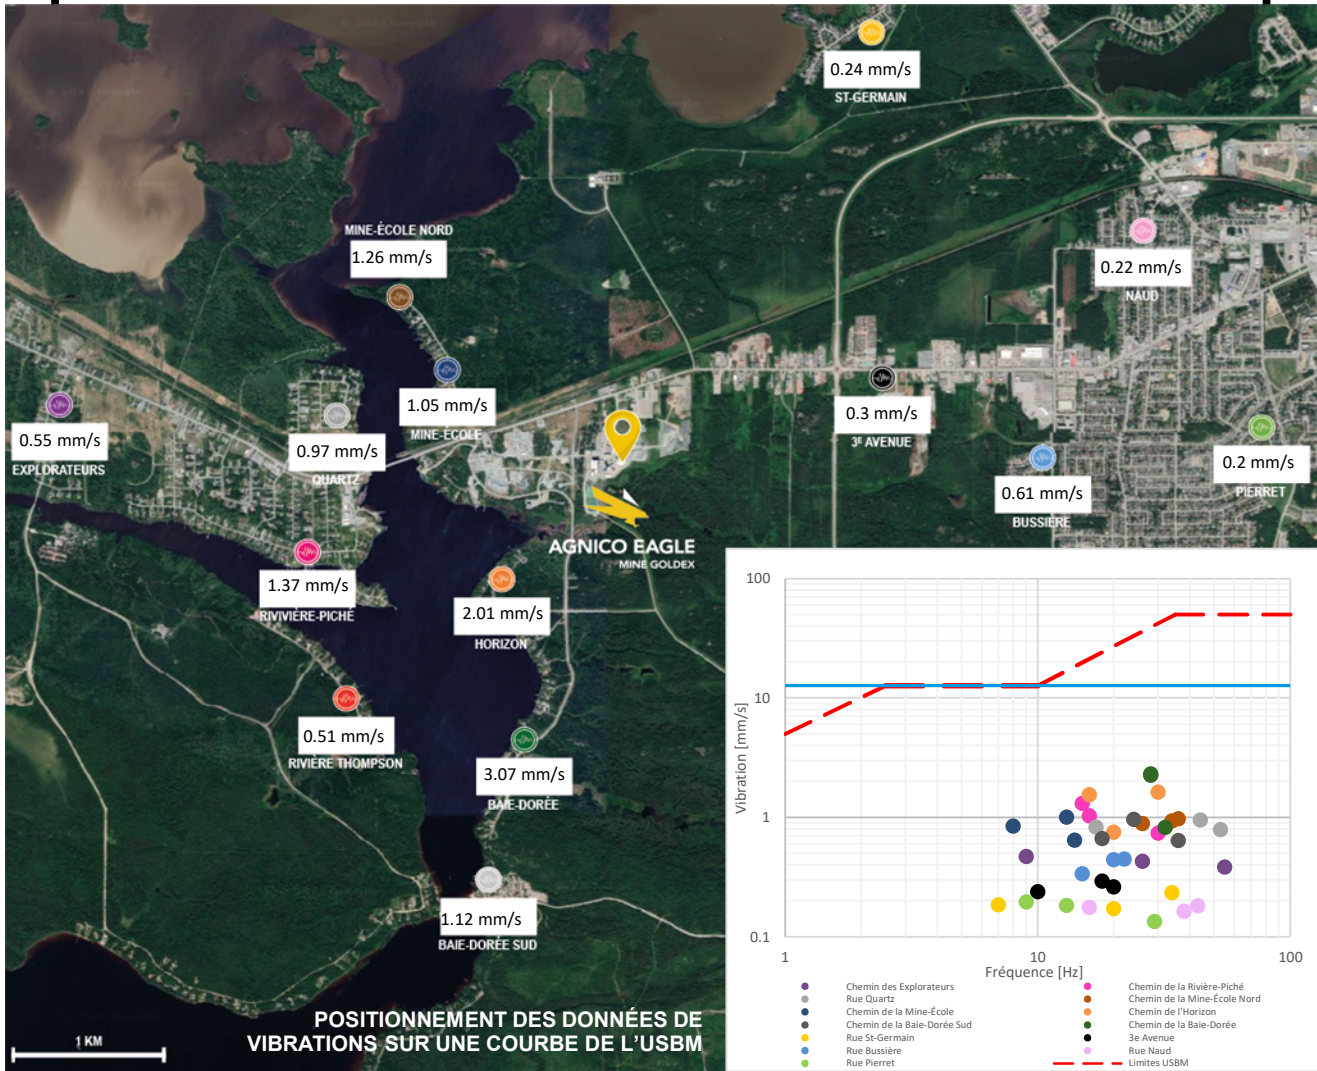 0.24 mm/s
ST-GERMAIN
MINE-ÉCOLE NORD
1.26 mm/s
0.22 mm/s
NAUD
1.05 mm/s
MINE-ÉCOLE
0.3 mm/s
3E AVENUE
0.55 mm/s
EXPLORATEURS
0.97 mm/s
QUARTZ
0.2 mm/s
PIERRET
0.61 mm/s
BUSSIÈRE
AGNICO EAGLE
MINE GOLDEX
1.37 mm/s
RIVIVIÈRE-PICHÉ
2.01 mm/s
HORIZON
0.51 mm/s
RIVIÈRE THOMPSON
3.07 mm/s
BAIE-DORÉE
1.12 mm/s
BAIE-DORÉE SUD
POSITIONNEMENT DES DONNÉES DE
VIBRATIONS SUR UNE COURBE DE L'USBM
1 KM
100
10
1
0.1
Vibration [mm/s]
1
10
100
Fréquence [Hz]
Chemin des Explorateurs
Chemin de la Rivière-Piché
Rue Quartz
Chemin de la Mine-École Nord
Chemin de la Mine-École
Chemin de l'Horizon
Chemin de la Baie-Dorée Sud
Chemin de la Baie-Dorée
Rue St-Germain
3e Avenue
Rue Bussière
Rue Naud
Rue Pierret
Limites USBM